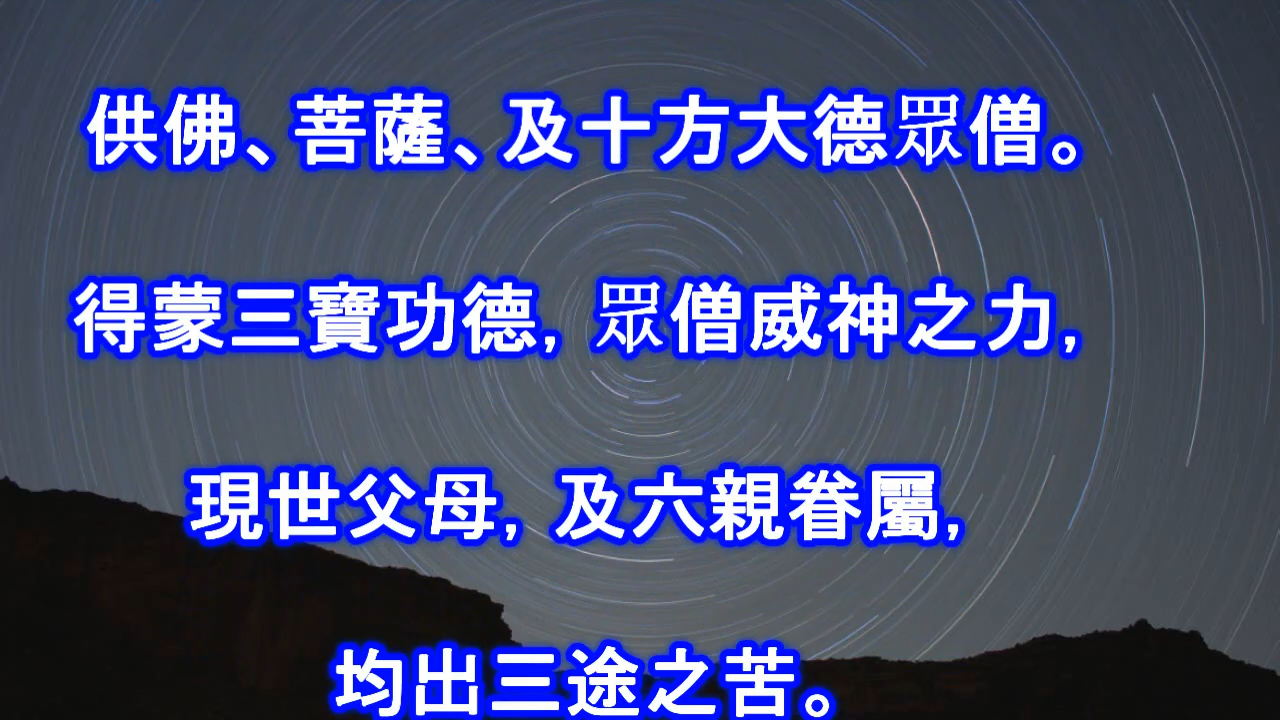 供佛、菩薩、及十方大德眾僧。
得蒙三寶功德, 眾僧威神之力,
現世父母, 及六親眷屬,
均出三途之苦。